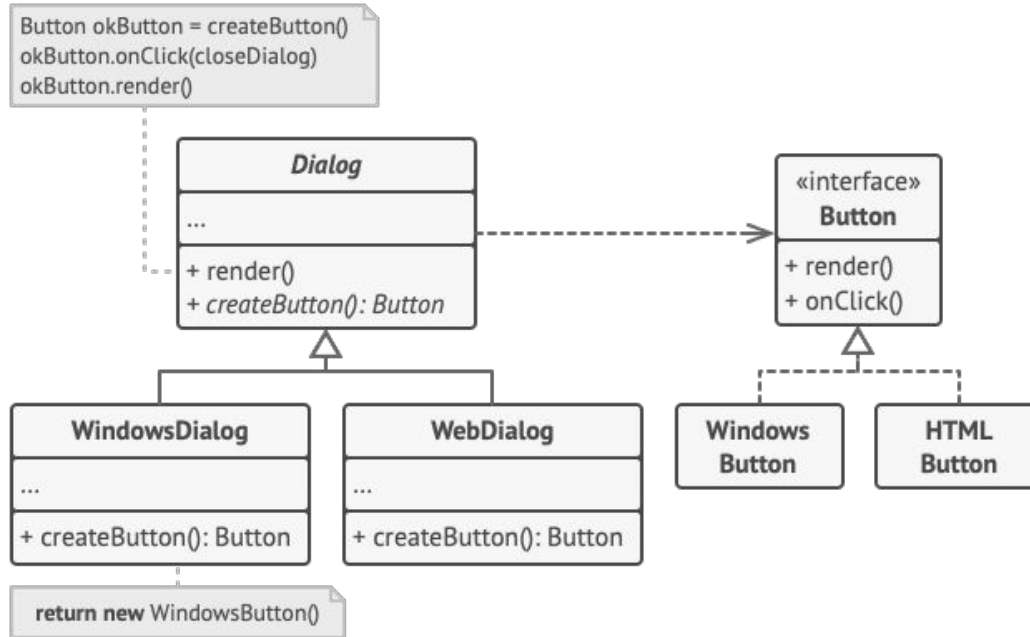 Button okButton = createButton()
okButton.onClick(closeDialog)
okButton.render()
Dialog
...
+ render()
+ createButton(): Button
«interface»
Button
+ render()
+ onClick()
WindowsDialog
...
+ createButton(): Button
WebDialog
...
+ createButton(): Button
Windows
Button
HTML
Button
return new WindowsButton()